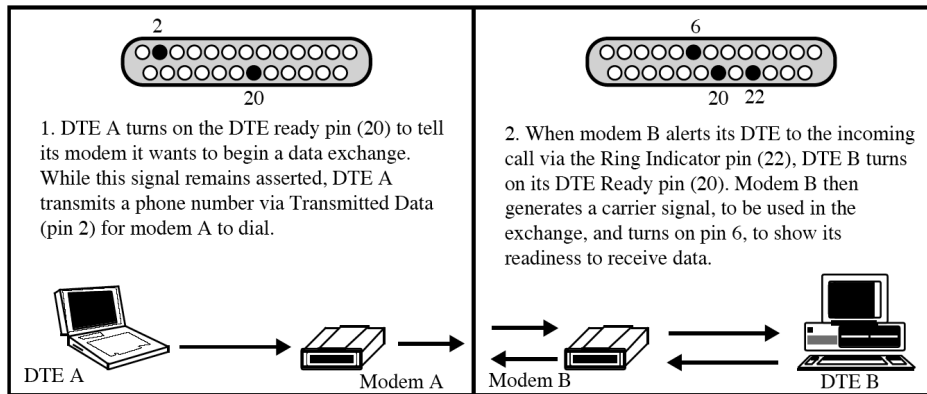 2
20
1. DTE A turns on the DTE ready pin (20) to tell
its modem it wants to begin a data exchange.
While this signal remains asserted, DTE A
transmits a phone number via Transmitted Data
(pin 2) for modem A to dial.
DTE A
Modem A
6
20 22
2. When modem B alerts its DTE to the incoming
call via the Ring Indicator pin (22), DTE B turns
on its DTE Ready pin (20). Modem B then
generates a carrier signal, to be used in the
exchange, and turns on pin 6, to show its
readiness to receive data.
Modem B
DTE B